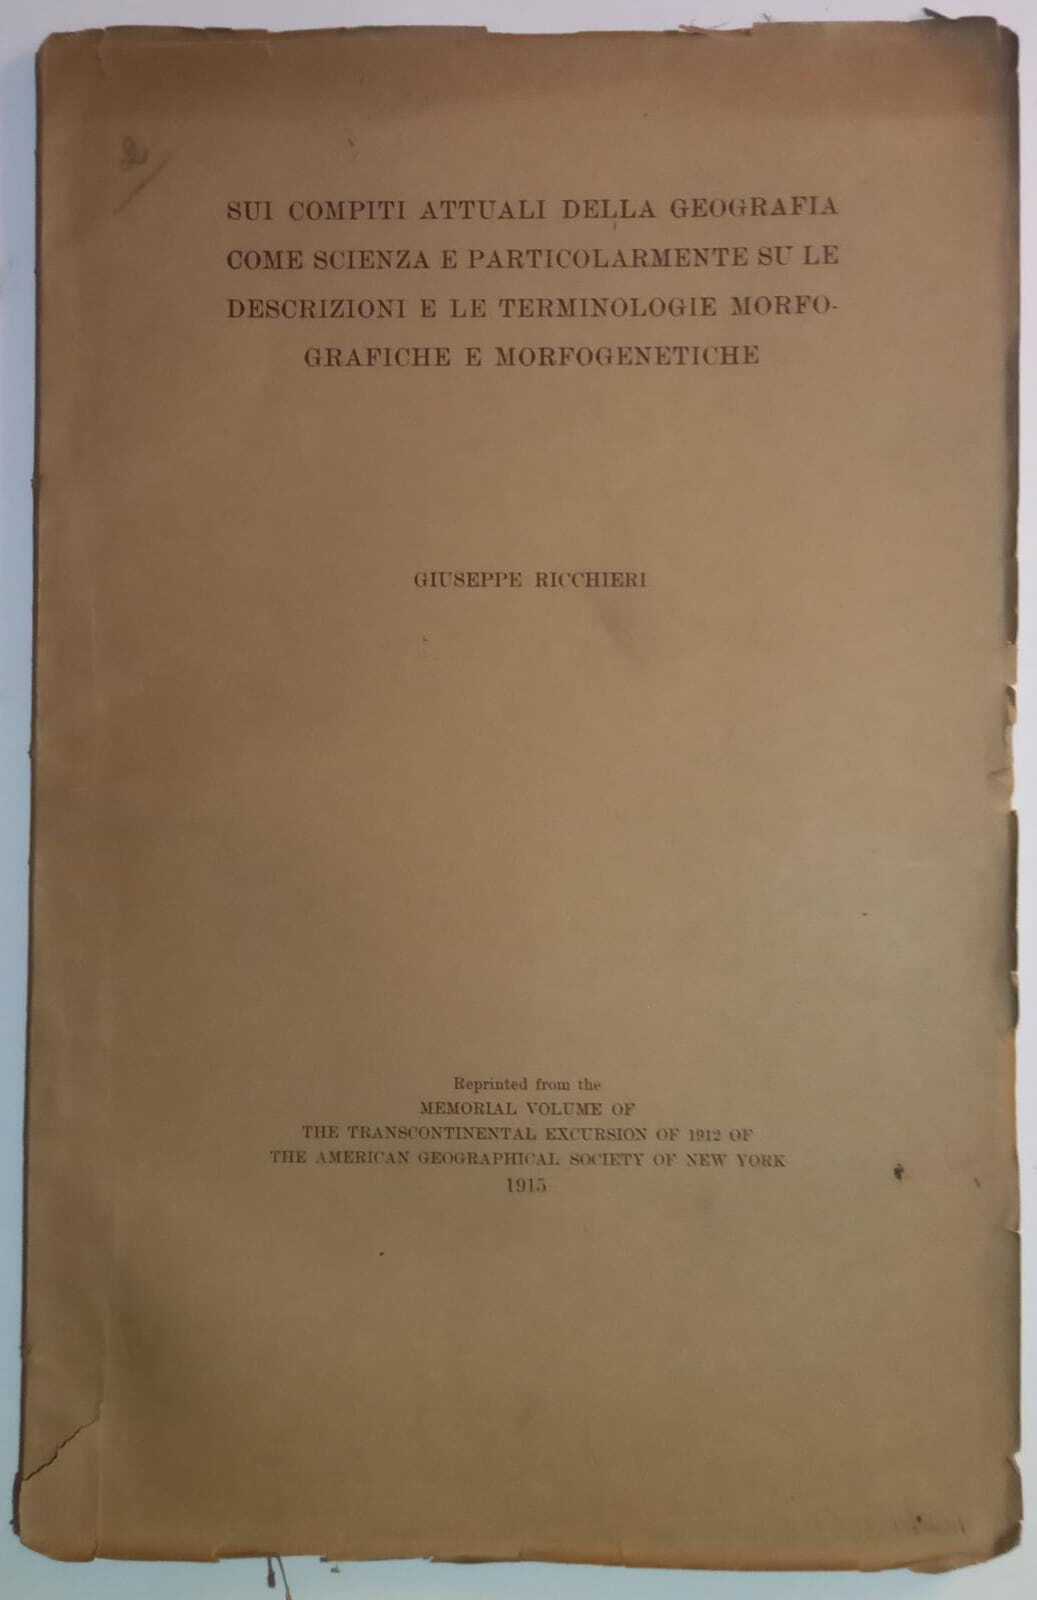 2
SUI COMPITI ATTUALI DELLA GEOGRAFIA
COME SCIENZA E PARTICOLARMENTE SU LE
DESCRIZIONI E LE TERMINOLOGIE MORFO-
GRAFICHE E MORFOGENETICHE
GIUSEPPE RICCHIERI
Reprinted from the
MEMORIAL VOLUME OF
THE TRANSCONTINENTAL EXCURSION OF 1912 OF
THE AMERICAN GEOGRAPHICAL SOCIETY OF NEW YORK
1915